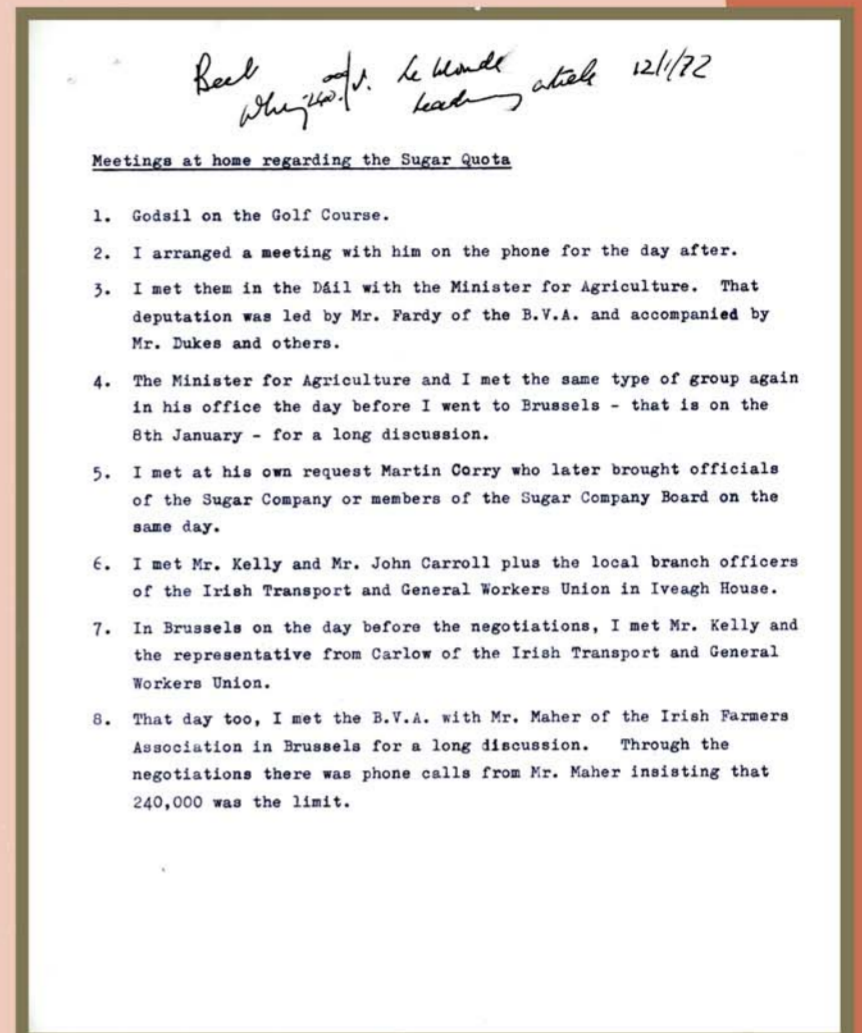 Le Monde 12/1/72
Why leading article
Meetings at home regarding the Sugar Quota
1. Godsil on the Golf Course.
2. I arranged a meeting with him on the phone for the day after.
3. I met them in the Dáil with the Minister for Agriculture. That
deputation was led by Mr. Fardy of the B.V.A. and accompanied by
Mr. Dukes and others.
4. The Minister for Agriculture and I met the same type of group again
in his office the day before I went to Brussels - that is on the
8th January - for a long discussion.
5. I met at his own request Martin Corry who later brought officials
of the Sugar Company or members of the Sugar Company Board on the
same day.
6. I met Mr. Kelly and Mr. John Carroll plus the local branch officers
of the Irish Transport and General Workers Union in Iveagh House.
7. In Brussels on the day before the negotiations, I met Mr. Kelly and
the representative from Carlow of the Irish Transport and General
Workers Union.
8. That day too, I met the B.V.A. with Mr. Maher of the Irish Farmers
Association in Brussels for a long discussion. Through the
negotiations there was phone calls from Mr. Maher insisting that
240,000 was the limit.